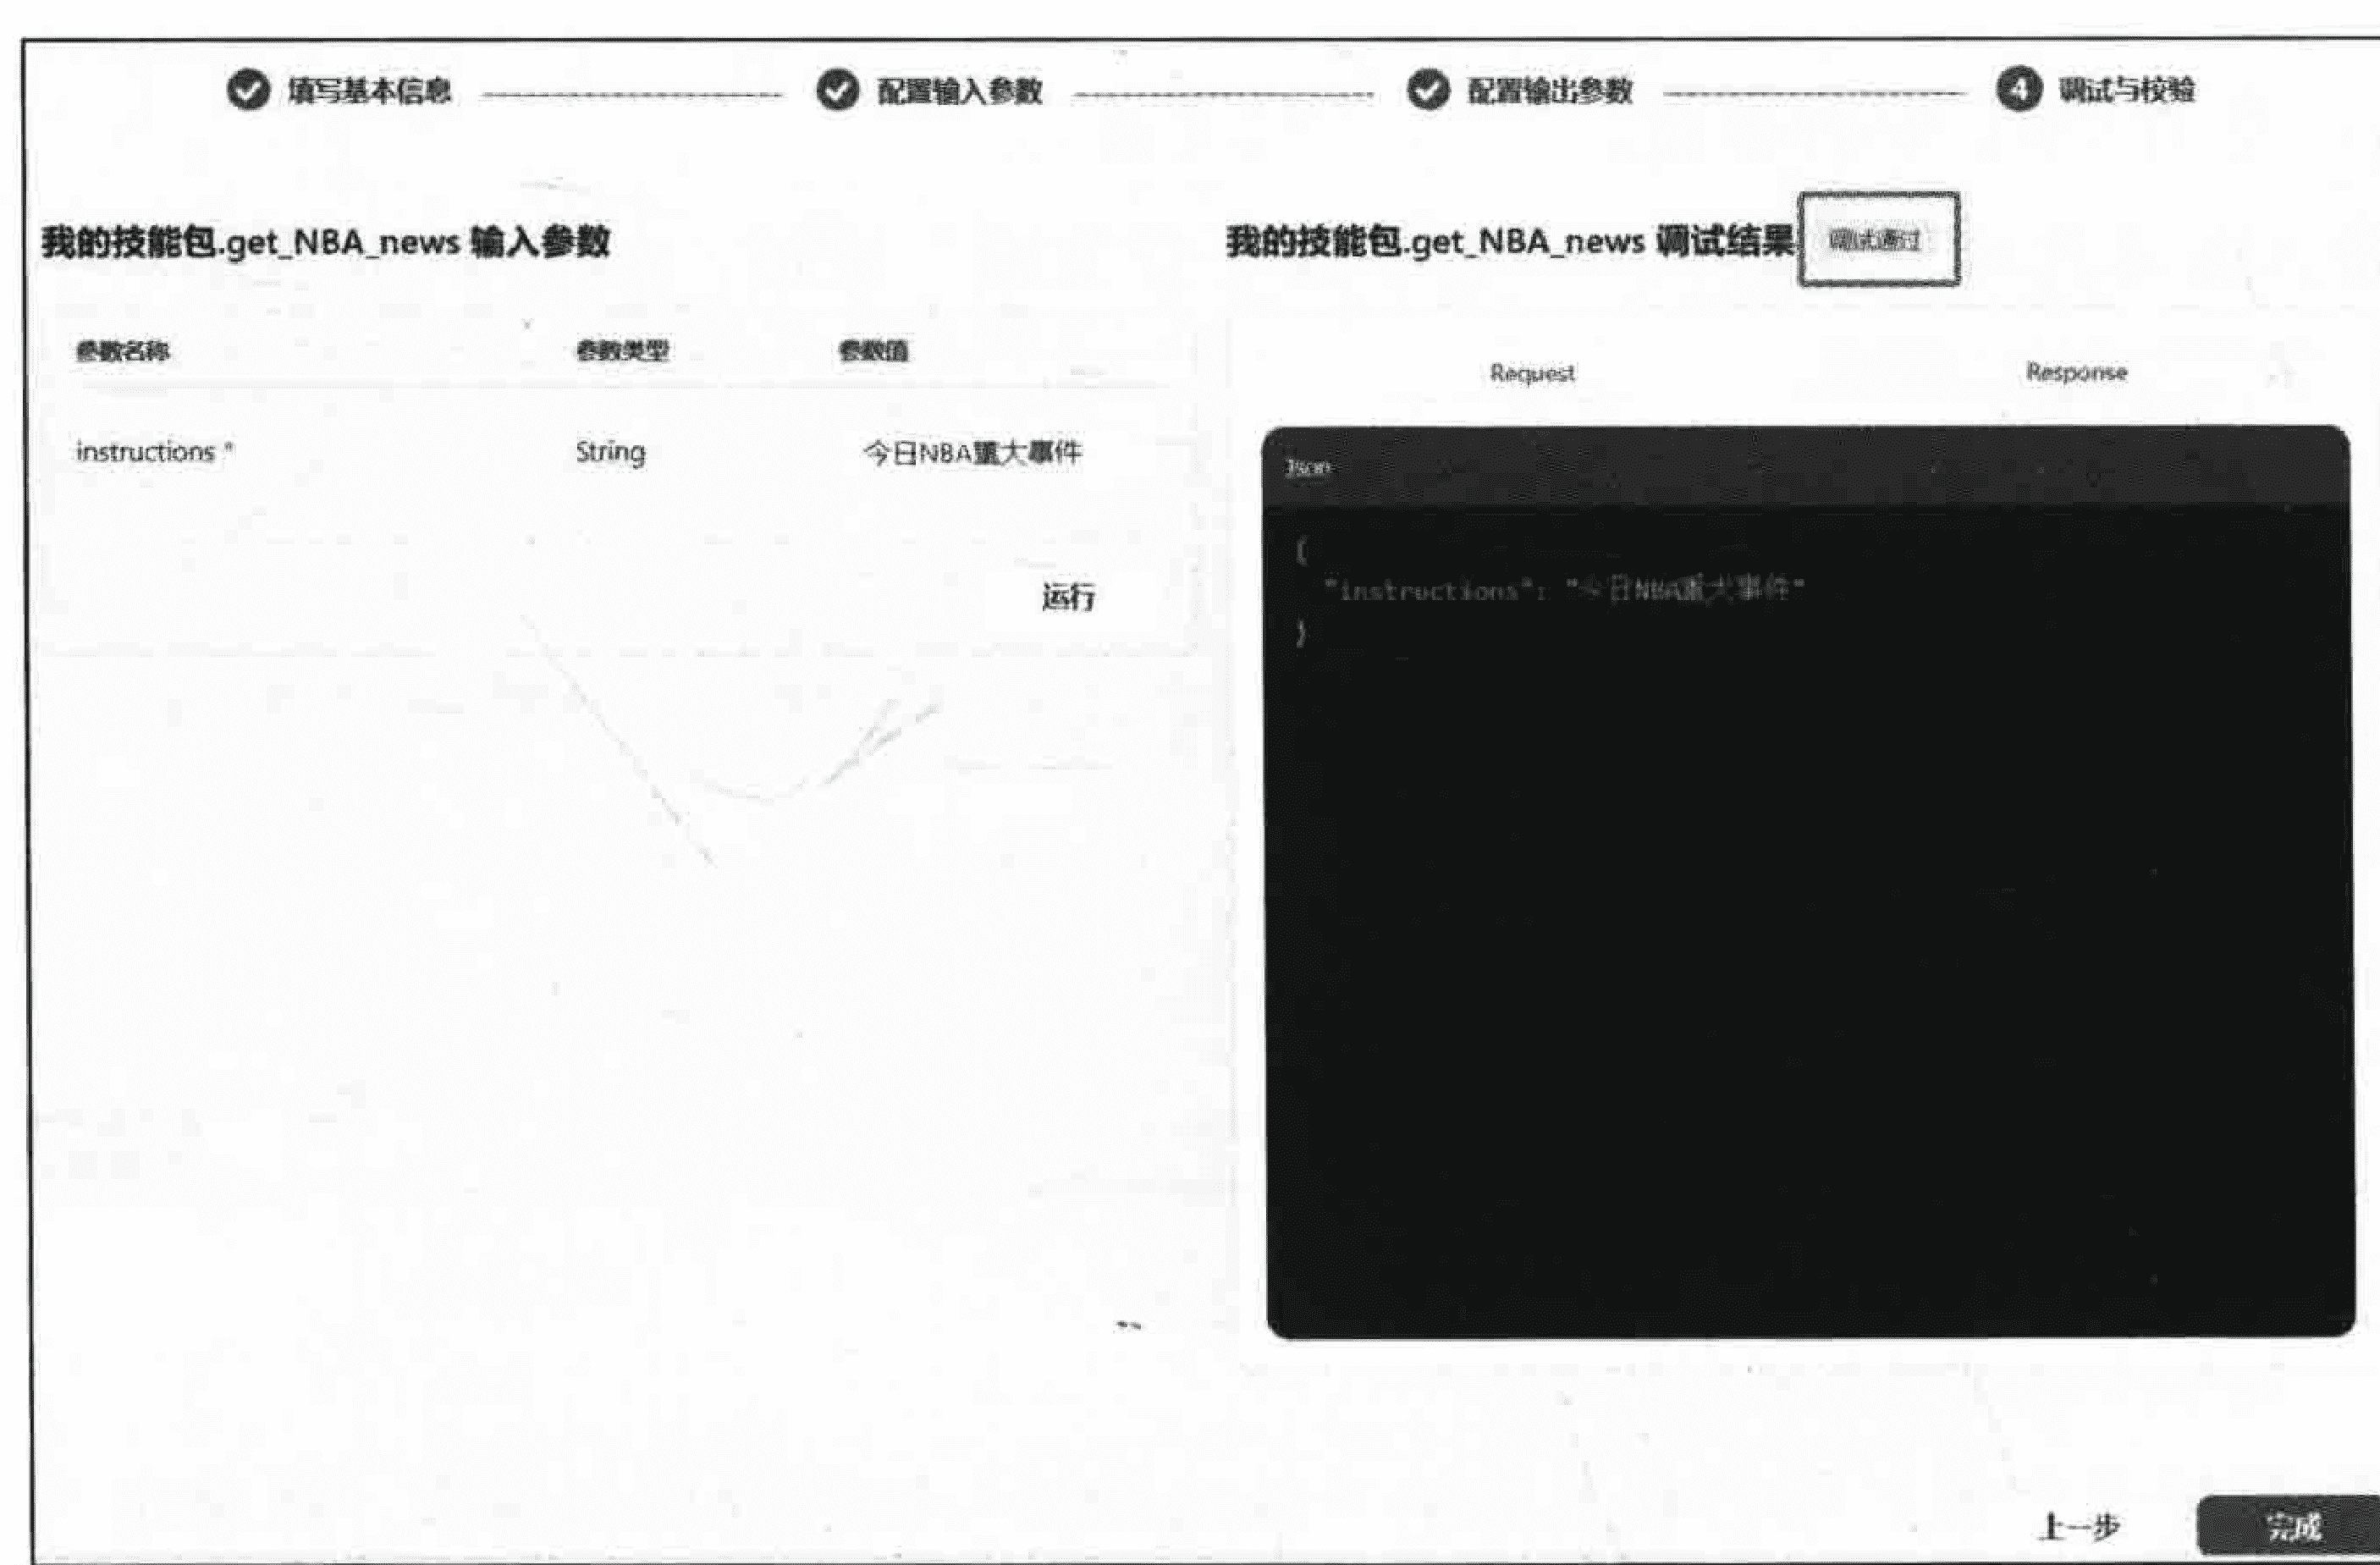 填写基本信息 配置输入参数 配置输出参数 4 调试与校验
我的技能包.get_NBA_news 输入参数
参数名称 参数类型 参数值
instructions * String 今日NBA重大事件
运行
我的技能包.get_NBA_news 调试结果 调试通过
Request Response
Json
{
"instructions": "今日NBA重大事件"
}
上一步 完成